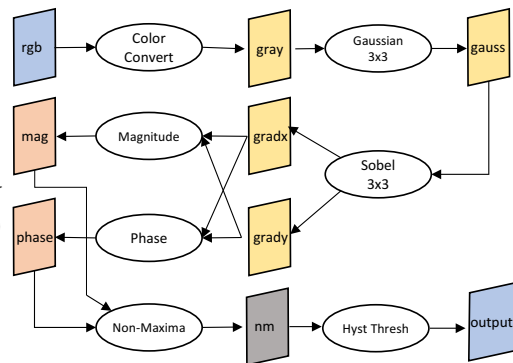 rgb
Color
Convert
gray
Gaussian
3x3
gauss
mag
Magnitude
gradx
Sobel
3x3
phase
Phase
grady
Non-Maxima
nm
Hyst Thresh
output